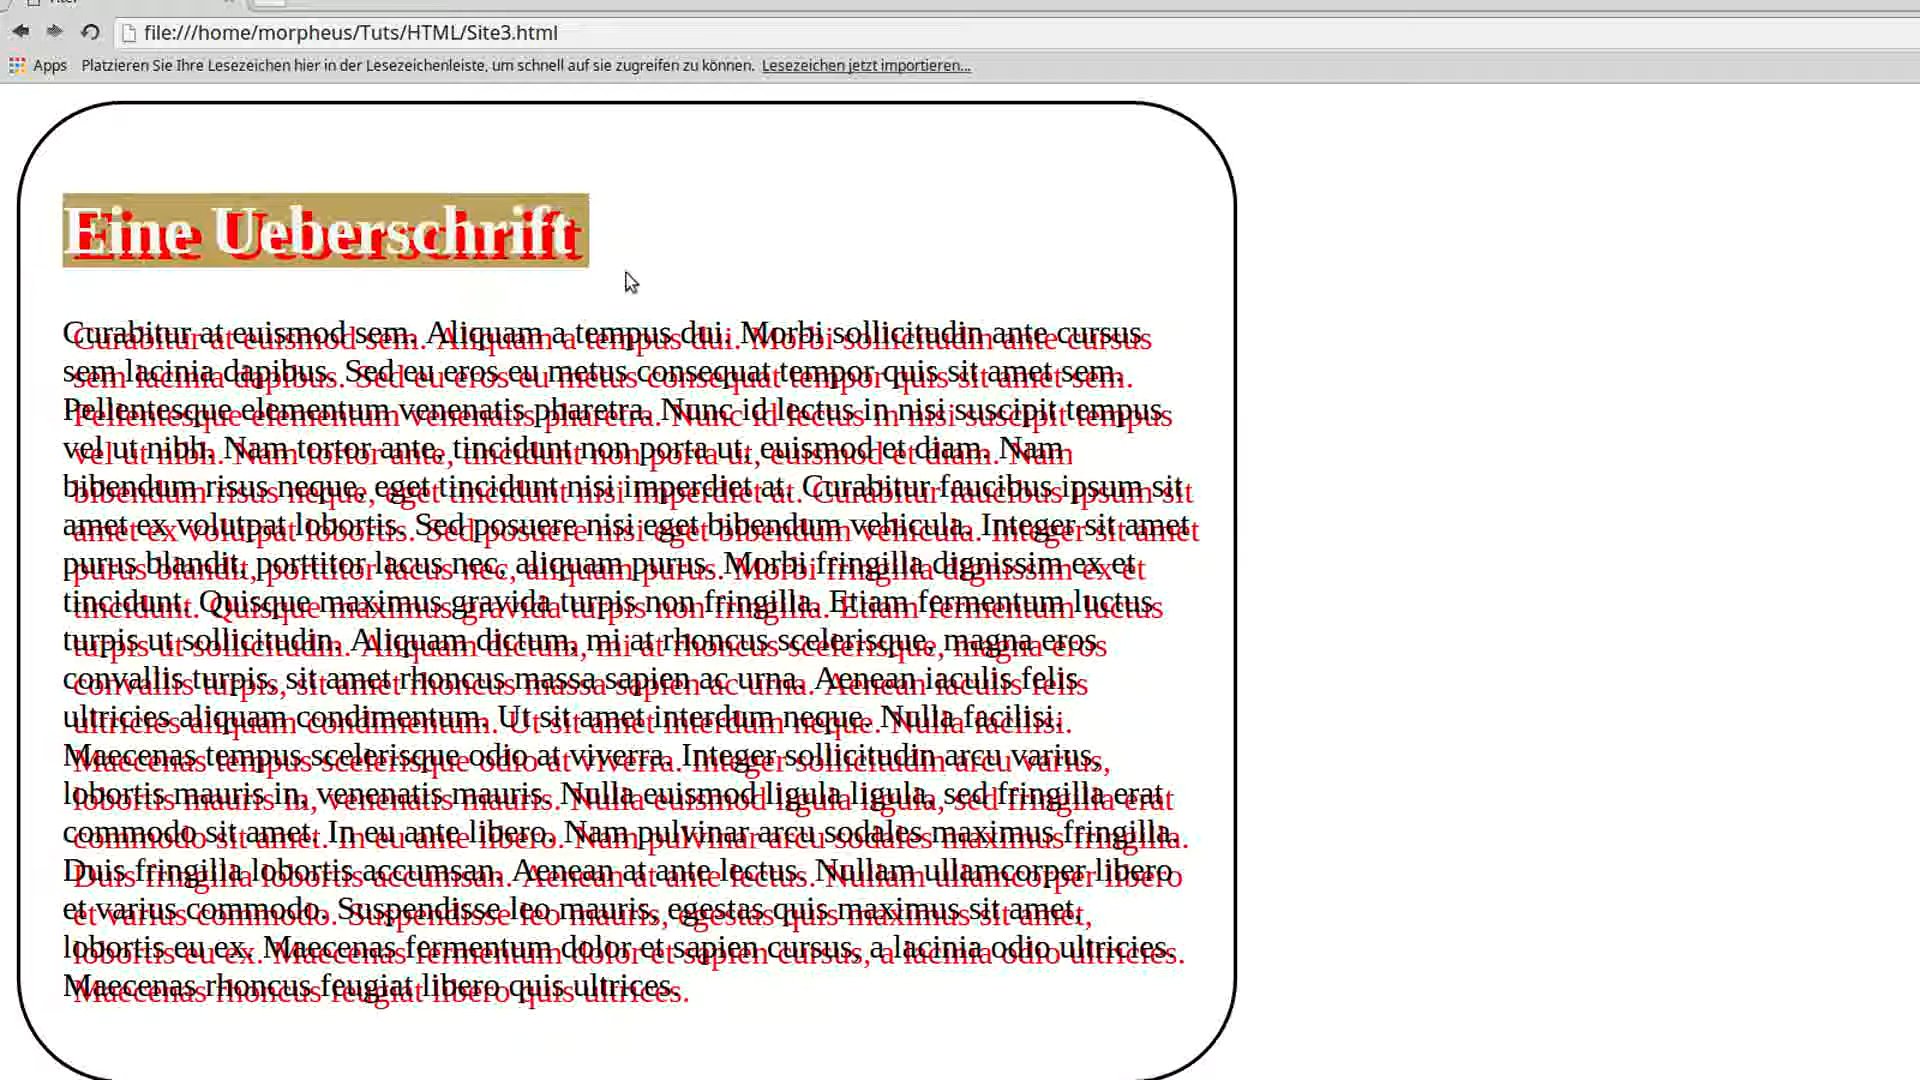 Titel
file:///home/morpheus/Tuts/HTML/Site3.html
Apps Platzieren Sie Ihre Lesezeichen hier in der Lesezeichenleiste, um schnell auf sie zugreifen zu können. Lesezeichen jetzt importieren...
Eine Ueberschrift
Curabitur at euismod sem. Aliquam a tempus dui. Morbi sollicitudin ante cursus
sem lacinia dapibus. Sed eu eros eu metus consequat tempor quis sit amet sem.
Pellentesque elementum venenatis pharetra. Nunc id lectus in nisi suscipit tempus
vel ut nibh. Nam tortor ante, tincidunt non porta ut, euismod et diam. Nam
bibendum risus neque, eget tincidunt nisi imperdiet at. Curabitur faucibus ipsum sit
amet ex volutpat lobortis. Sed posuere nisi eget bibendum vehicula. Integer sit amet
purus blandit, porttitor lacus nec, aliquam purus. Morbi fringilla dignissim ex et
tincidunt. Quisque maximus gravida turpis non fringilla. Etiam fermentum luctus
turpis ut sollicitudin. Aliquam dictum, mi at rhoncus scelerisque, magna eros
convallis turpis, sit amet rhoncus massa sapien ac urna. Aenean iaculis felis
ultricies aliquam condimentum. Ut sit amet interdum neque. Nulla facilisi.
Maecenas tempus scelerisque odio at viverra. Integer sollicitudin arcu varius,
lobortis mauris in, venenatis mauris. Nulla euismod ligula ligula, sed fringilla erat
commodo sit amet. In eu ante libero. Nam pulvinar arcu sodales maximus fringilla.
Duis fringilla lobortis accumsan. Aenean at ante lectus. Nullam ullamcorper libero
et varius commodo. Suspendisse leo mauris, egestas quis maximus sit amet,
lobortis eu ex. Maecenas fermentum dolor et sapien cursus, a lacinia odio ultricies.
Maecenas rhoncus feugiat libero quis ultrices.